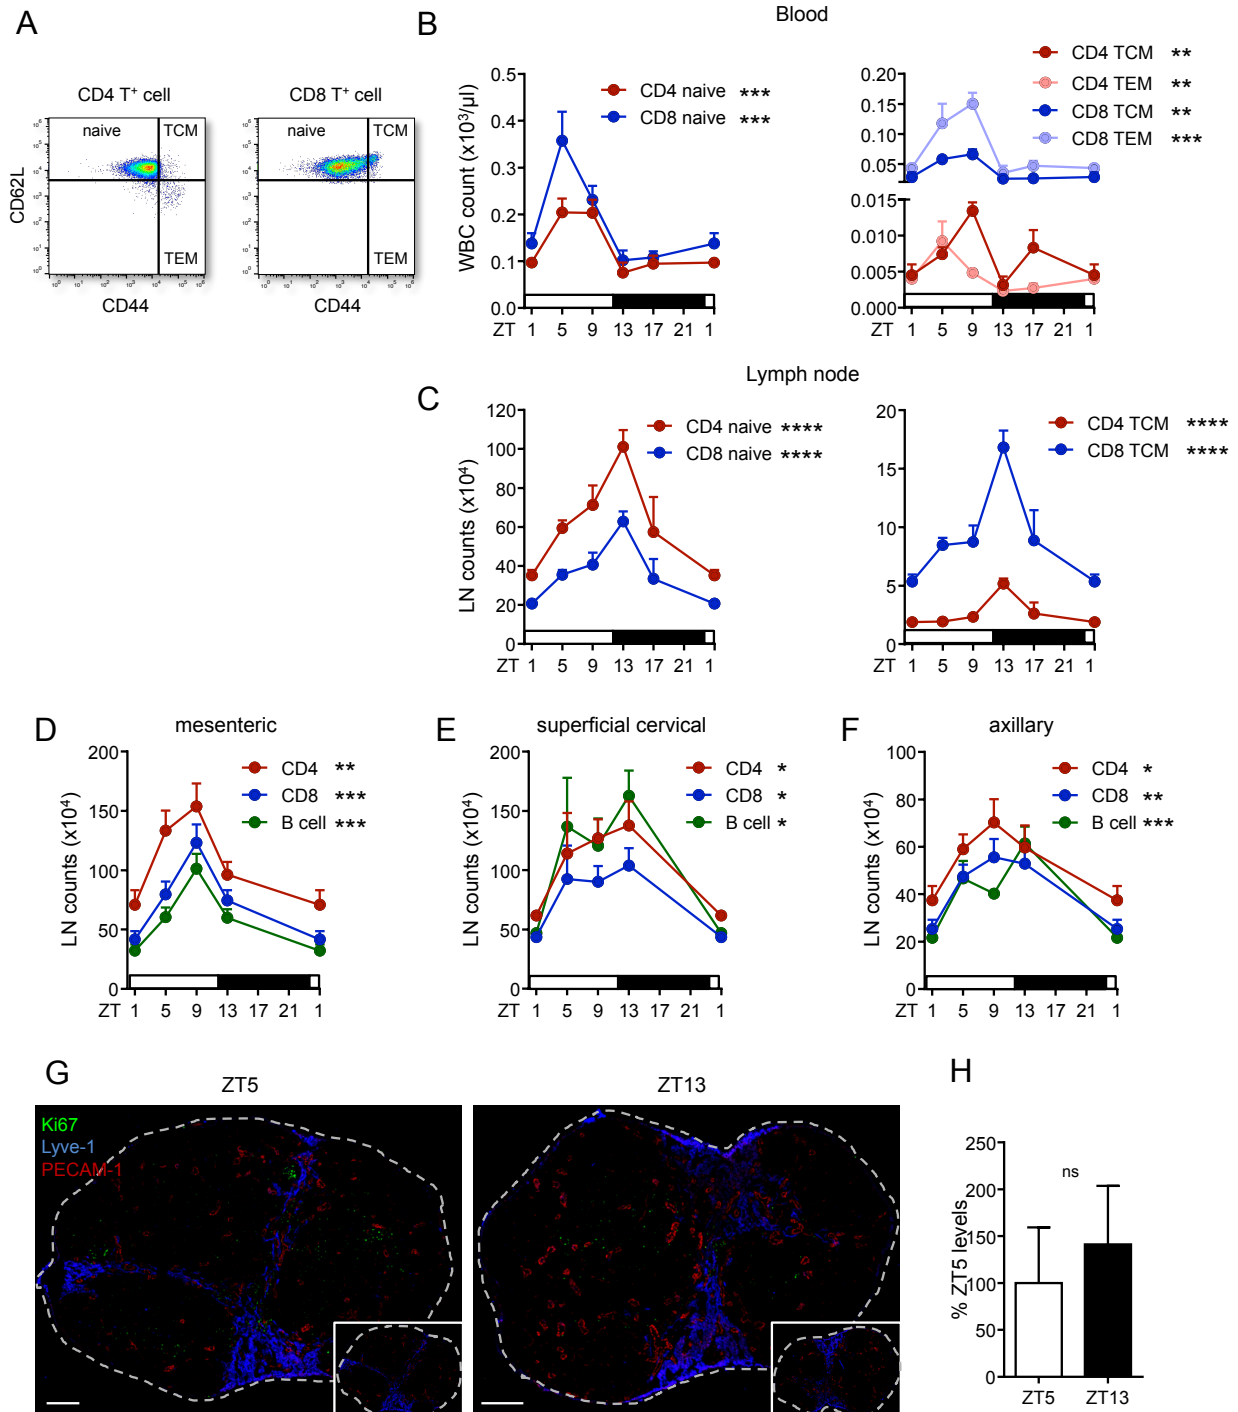 A
CD4 T⁺ cell
CD8 T⁺ cell
naive
TCM
TEM
naive
TCM
TEM
CD62L
CD44
CD44
B
Blood
WBC count (x10³/µl)
0.5
0.4
0.3
0.2
0.1
0.0
CD4 naive ***
CD8 naive ***
ZT 1 5 9 13 17 21 1
CD4 TCM **
CD4 TEM **
CD8 TCM **
CD8 TEM ***
0.20
0.15
0.10
0.05
0.015
0.010
0.005
0.000
ZT 1 5 9 13 17 21 1
Lymph node
C
LN counts (x10⁴)
120
100
80
60
40
20
0
CD4 naive ****
CD8 naive ****
ZT 1 5 9 13 17 21 1
20
15
10
5
0
CD4 TCM ****
CD8 TCM ****
ZT 1 5 9 13 17 21 1
D
mesenteric
LN counts (x10⁴)
200
150
100
50
0
CD4 **
CD8 ***
B cell ***
ZT 1 5 9 13 17 21 1
E
superficial cervical
LN counts (x10⁴)
200
150
100
50
0
CD4 *
CD8 *
B cell *
ZT 1 5 9 13 17 21 1
F
axillary
LN counts (x10⁴)
100
80
60
40
20
0
CD4 *
CD8 **
B cell ***
ZT 1 5 9 13 17 21 1
G
ZT5
ZT13
Ki67
Lyve-1
PECAM-1
H
% ZT5 levels
250
200
150
100
50
0
ns
ZT5
ZT13